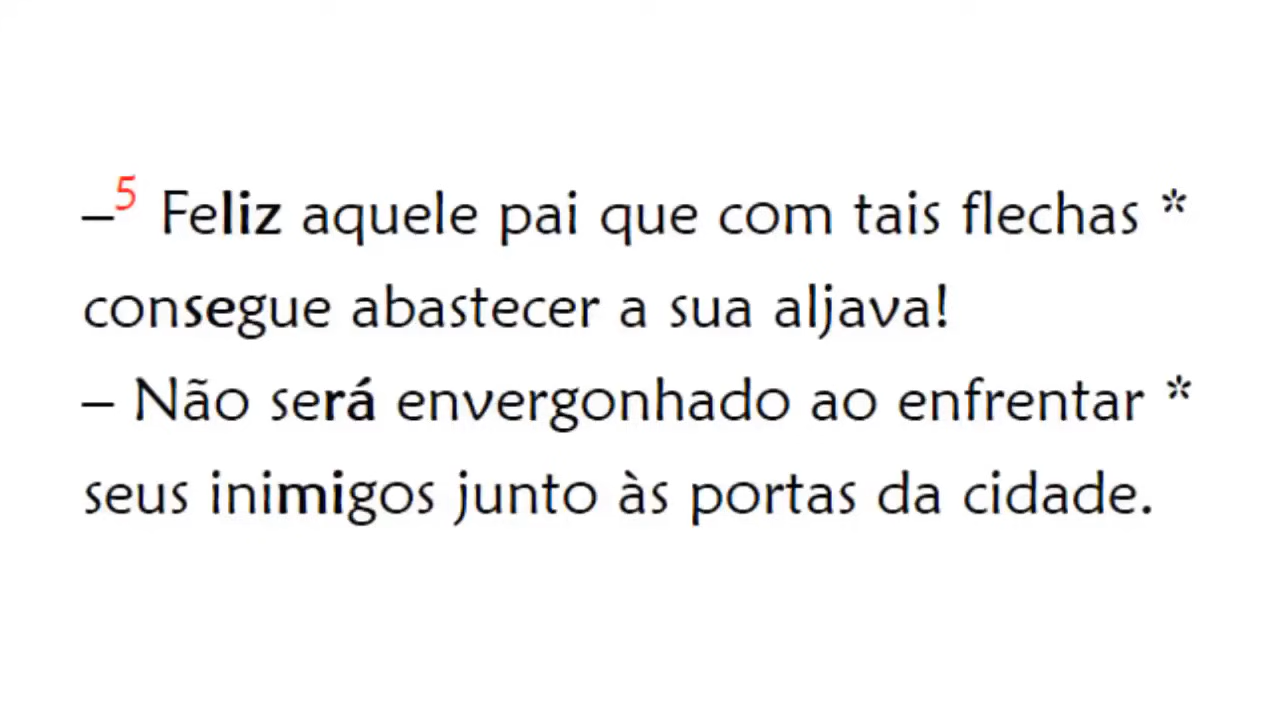 –5 Feliz aquele pai que com tais flechas *
consegue abastecer a sua aljava!
– Não será envergonhado ao enfrentar *
seus inimigos junto às portas da cidade.